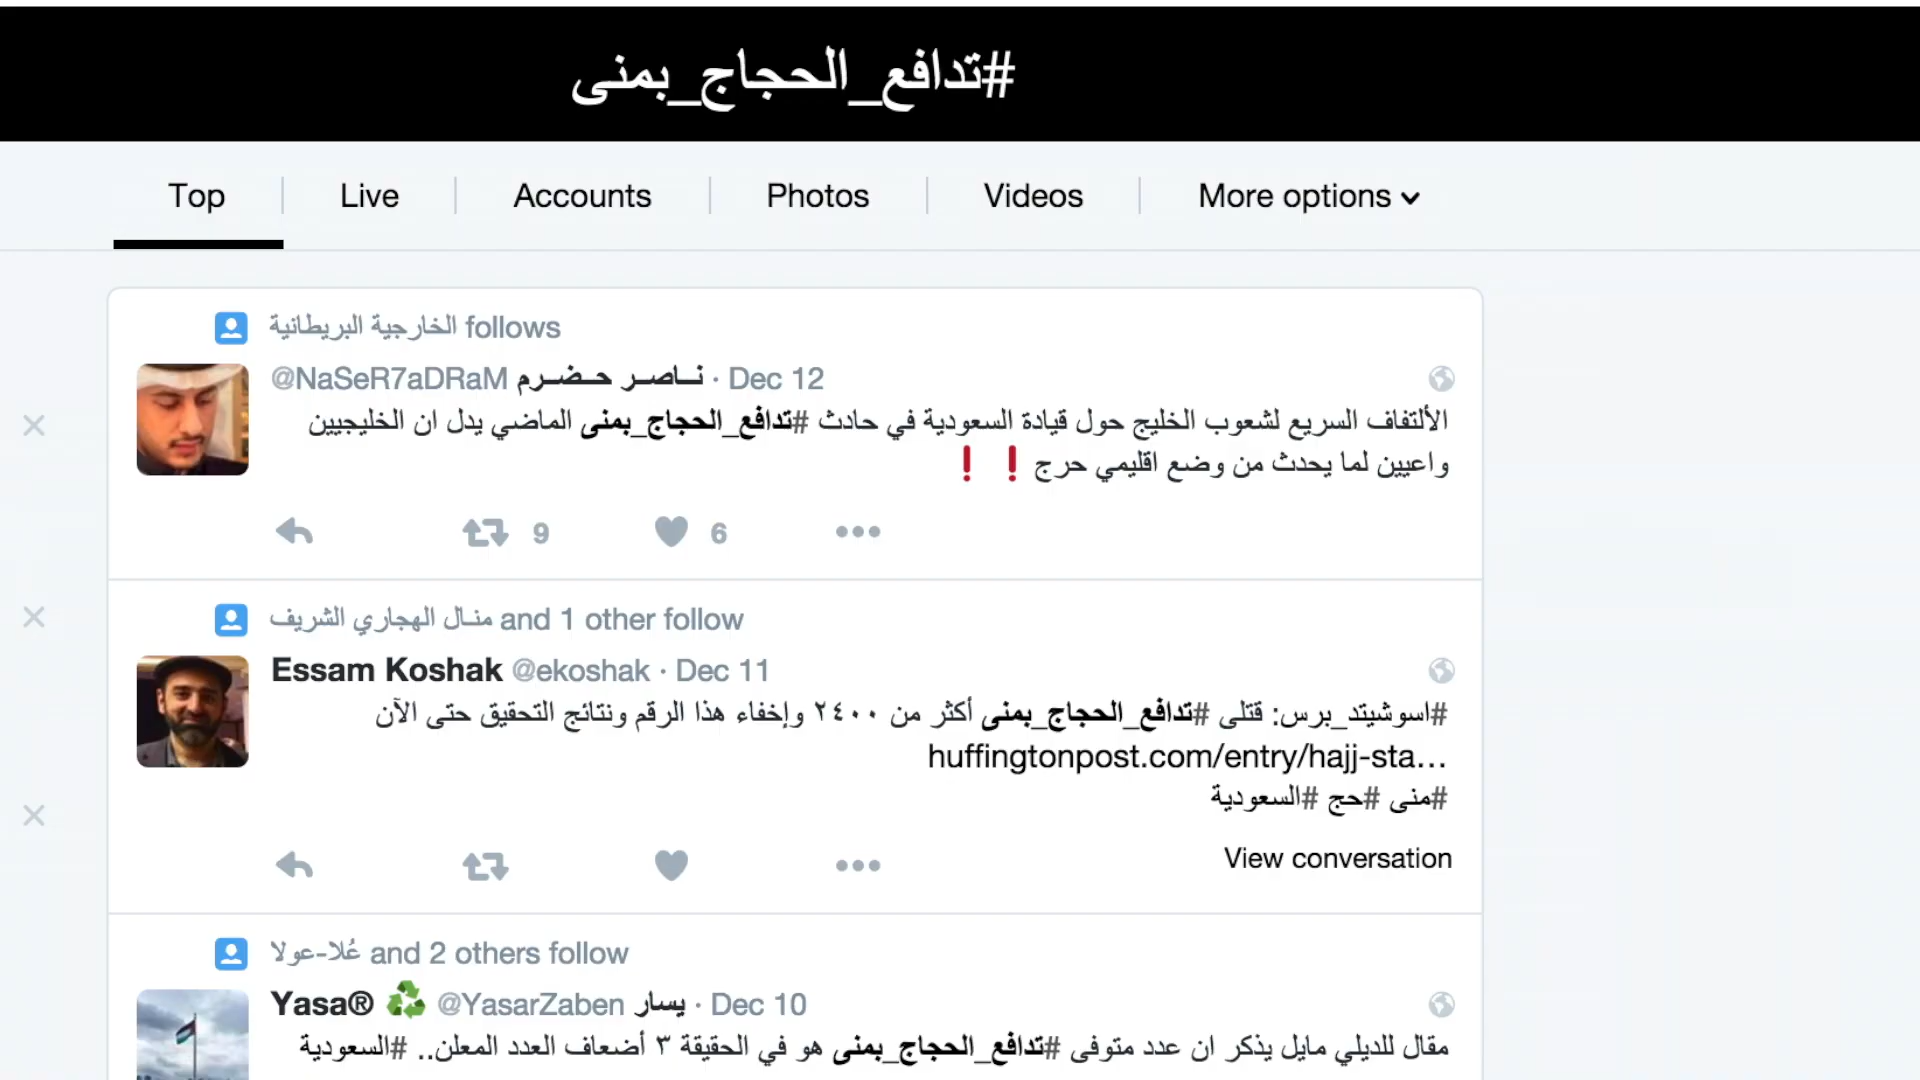 #تدافع_الحجاج_بمنى
Top
Live
Accounts
Photos
Videos
More options
الخارجية البريطانية follows
@NaSeR7aDRaM نــاصــر حــضــرم · Dec 12
الألتفاف السريع لشعوب الخليج حول قيادة السعودية في حادث #تدافع_الحجاج_بمنى الماضي يدل ان الخليجيين
واعيين لما يحدث من وضع اقليمي حرج ❗ ❗
9
6
منـال الهجاري الشريف and 1 other follow
Essam Koshak @ekoshak · Dec 11
#اسوشيتد_برس: قتلى #تدافع_الحجاج_بمنى أكثر من ٢٤٠٠ وإخفاء هذا الرقم ونتائج التحقيق حتى الآن
huffingtonpost.com/entry/hajj-sta…
#منى #حج #السعودية
View conversation
عُلا-عولا and 2 others follow
Yasa® ♻ @YasarZaben يسار · Dec 10
مقال للديلي مايل يذكر ان عدد متوفى #تدافع_الحجاج_بمنى هو في الحقيقة ٣ أضعاف العدد المعلن.. #السعودية